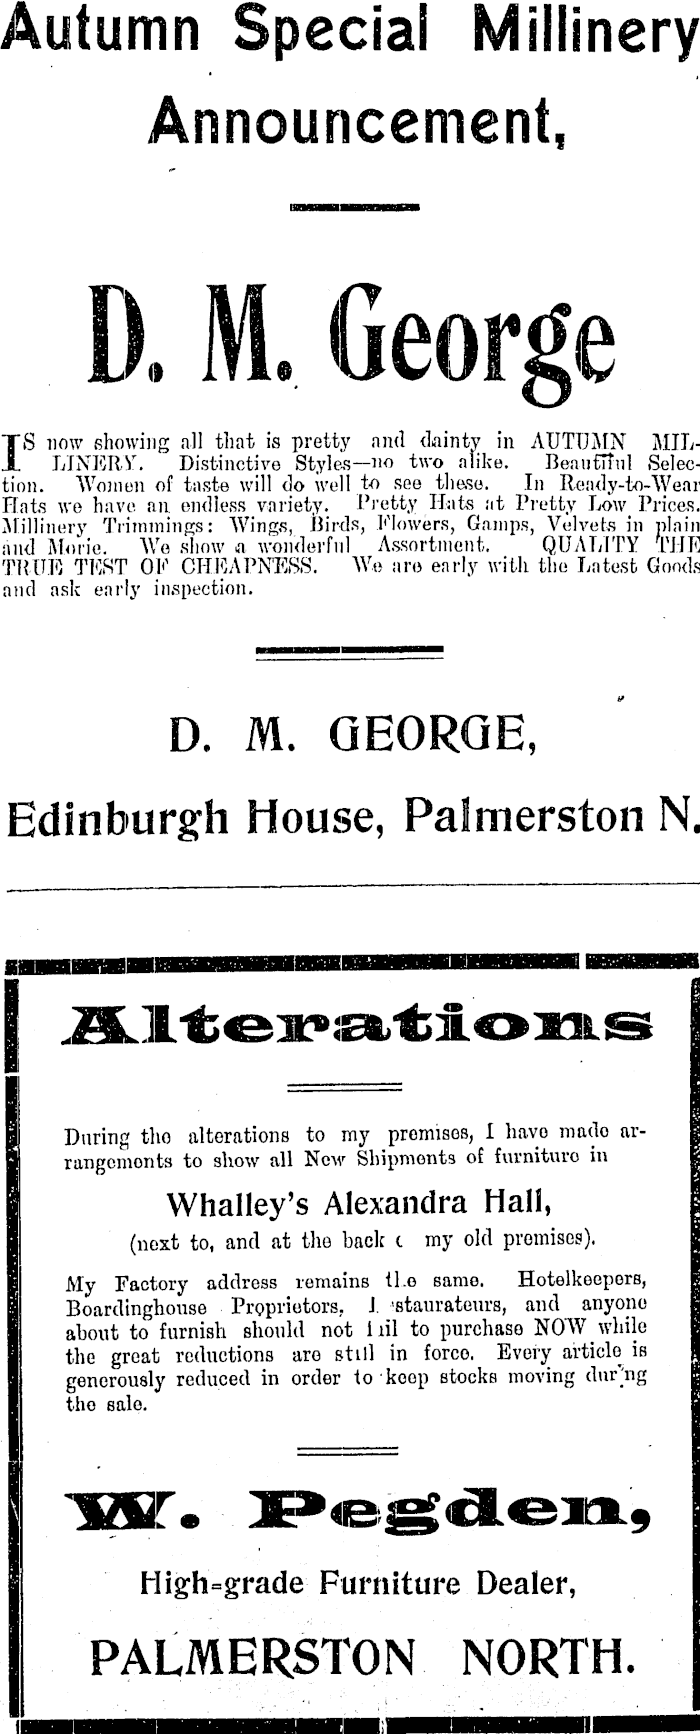 Autumn Special Millinery
Announcement,
D. M. George
IS now showing all that is pretty and dainty in AUTUMN MIL-
LINERY. Distinctive Styles—no two alike. Beautiful Selec-
tion. Women of taste will do well to see these. In Ready-to-Wear
Hats we have an endless variety. Pretty Hats at Pretty Low Prices.
Millinery Trimmings: Wings, Birds, Flowers, Gamps, Velvets in plain
and Morie. We show a wonderful Assortment. QUALITY THE
TRUE TEST OF CHEAPNESS. We are early with the Latest Goods
and ask early inspection.
D. M. GEORGE,
Edinburgh House, Palmerston N.
Alterations
During the alterations to my premises, I have made ar-
rangements to show all New Shipments of furniture in
Whalley's Alexandra Hall,
(next to, and at the back my old premises).
My Factory address remains the same. Hotelkeepers,
Boardinghouse Proprietors, Restaurateurs, and anyone
about to furnish should not fail to purchase NOW while
the great reductions are still in force. Every article is
generously reduced in order to keep stocks moving during
the sale.
W. Pegden,
High-grade Furniture Dealer,
PALMERSTON NORTH.